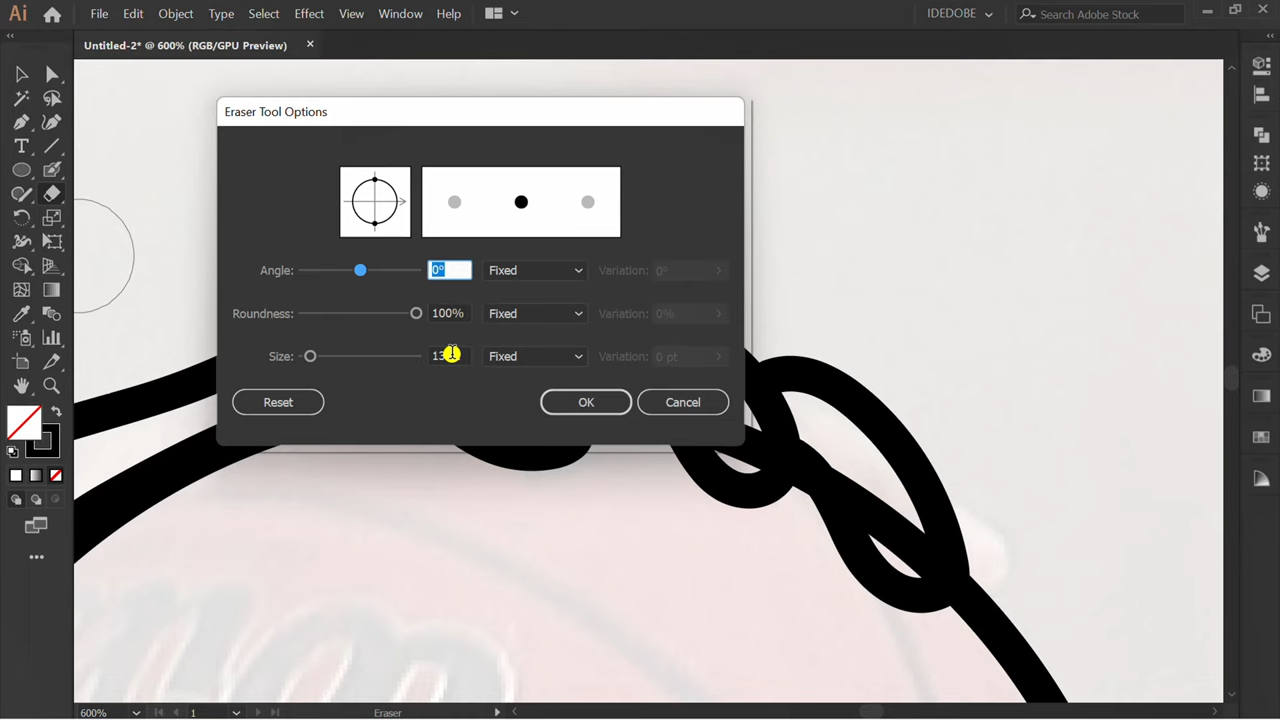 Ai File Edit Object Type Select Effect View Window Help IDEDOBE Search Adobe Stock
Untitled-2* @ 600% (RGB/GPU Preview)
Eraser Tool Options
Angle: 0° Fixed Variation: 0°
Roundness: 100% Fixed Variation: 0%
Size: Fixed Variation: 0 pt
Reset OK Cancel
600% 1 Eraser